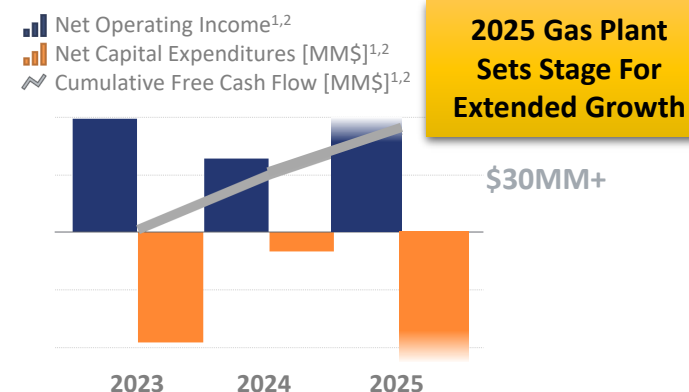 Net Operating Income1,2
Net Capital Expenditures [MM$]1,2
Cumulative Free Cash Flow [MM$]1,2
2025 Gas Plant
Sets Stage For
Extended Growth
$30MM+
2023 2024 2025